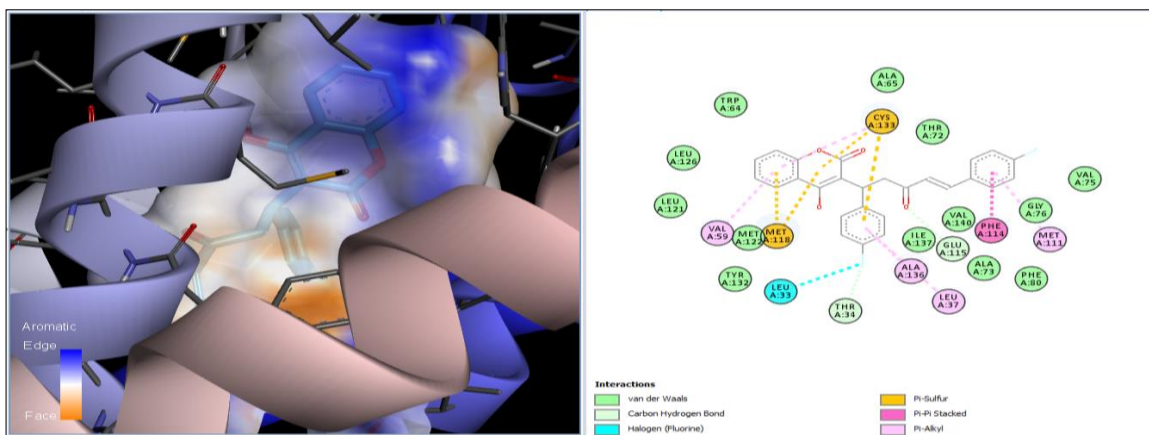 Aromatic
Edge
Face
ALA
A:65
TRP
A:64
CYS
A:133
THR
A:72
LEU
A:126
VAL
A:75
LEU
A:121
GLY
A:76
VAL
A:140
VAL
A:59
MET
A:122
MET
A:118
ILE
A:137
PHE
A:114
MET
A:111
GLU
A:115
TYR
A:132
ALA
A:136
ALA
A:73
PHE
A:80
LEU
A:33
LEU
A:37
THR
A:34
Interactions
van der Waals
Carbon Hydrogen Bond
Halogen (Fluorine)
Pi-Sulfur
Pi-Pi Stacked
Pi-Alkyl